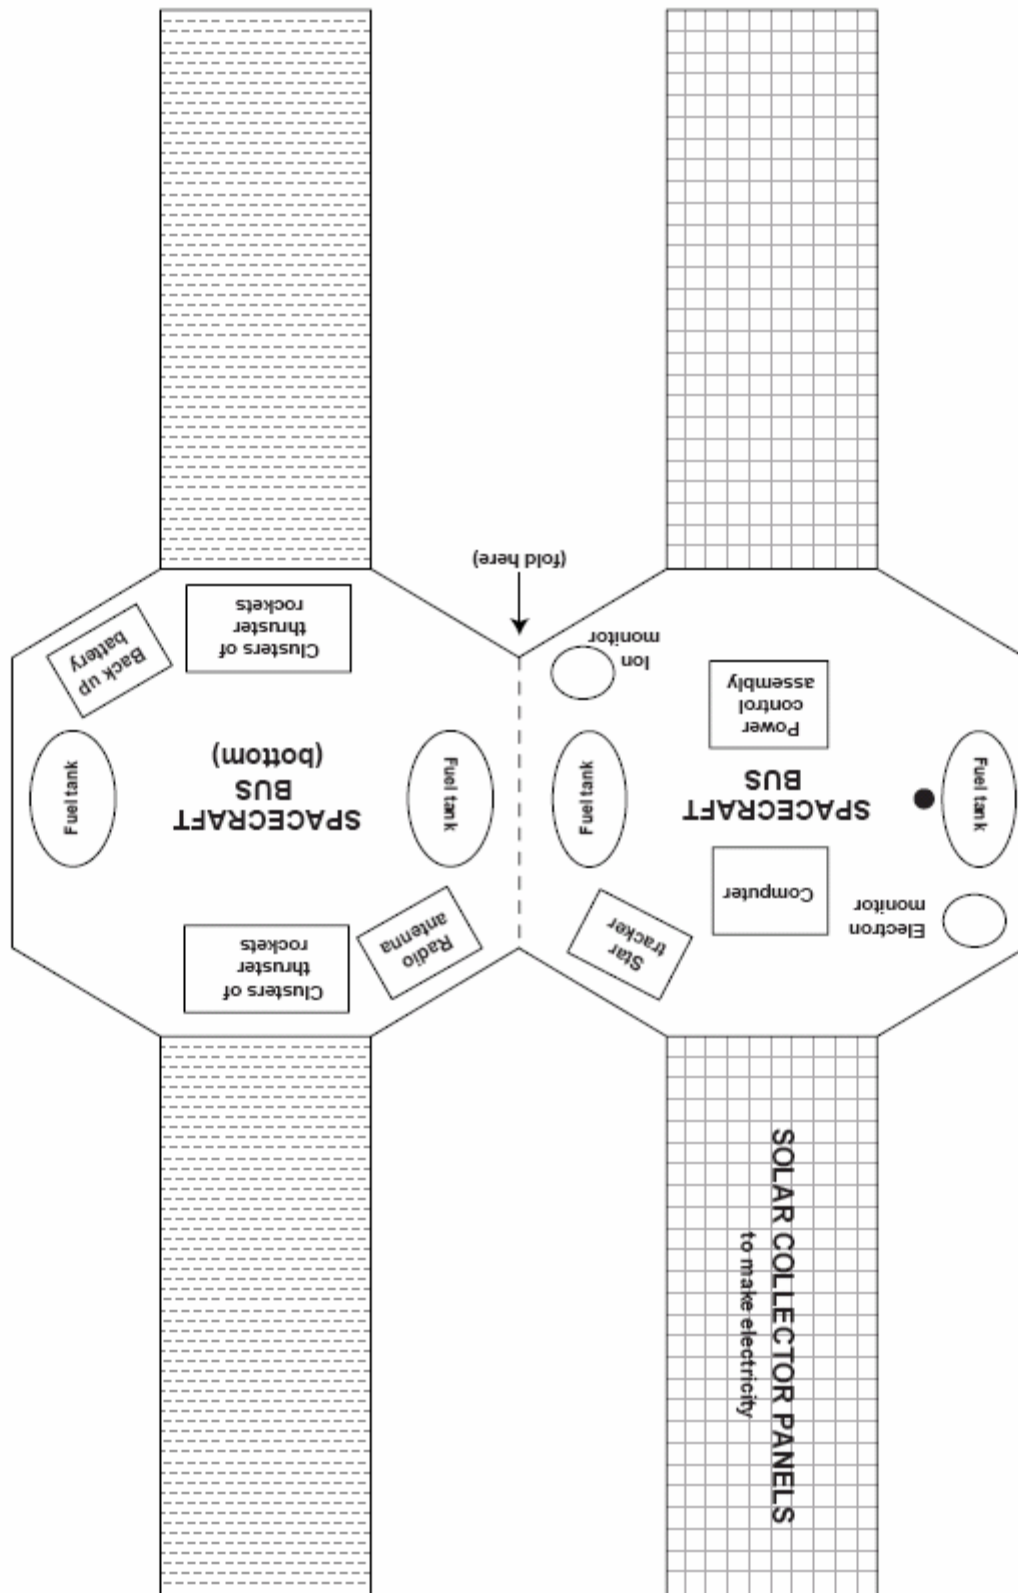 (fold here)
Clusters of
thruster
rockets
Back up
battery
SPACECRAFT
BUS
(bottom)
Fuel tank
Fuel tank
Radio
antenna
Clusters of
thruster
rockets
Ion
monitor
Power
control
assembly
SPACECRAFT
BUS
Fuel tank
Fuel tank
Computer
Star
tracker
Electron
monitor
SOLAR COLLECTOR PANELS
to make electricity